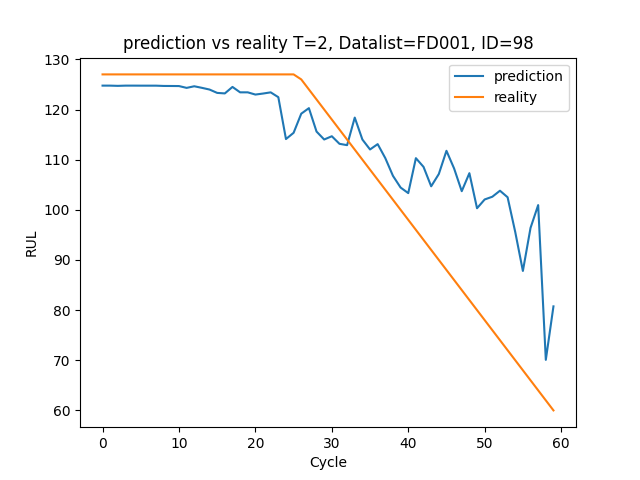 prediction vs reality T=2, Datalist=FD001, ID=98
prediction
reality
RUL
130
120
110
100
90
80
70
60
0 10 20 30 40 50 60
Cycle